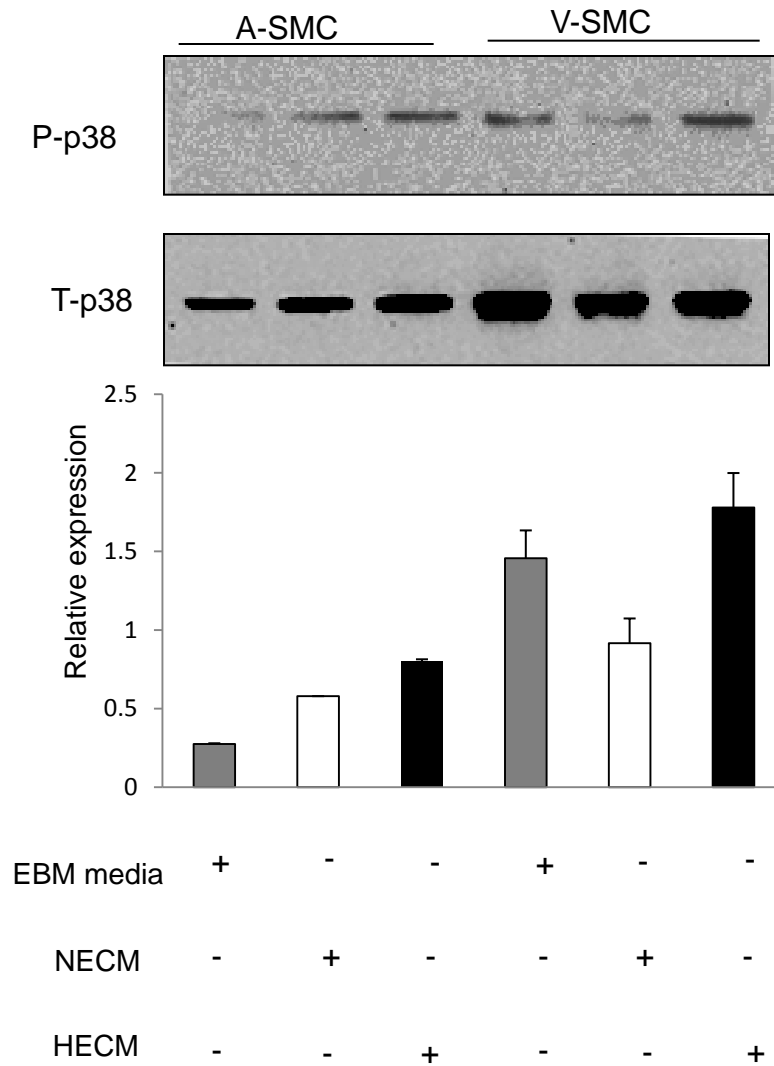 A-SMC V-SMC
P-p38
T-p38
2.5
2
1.5
1
0.5
0
Relative expression
EBM media + - - + - -
NECM - + - - + -
HECM - - + - - +